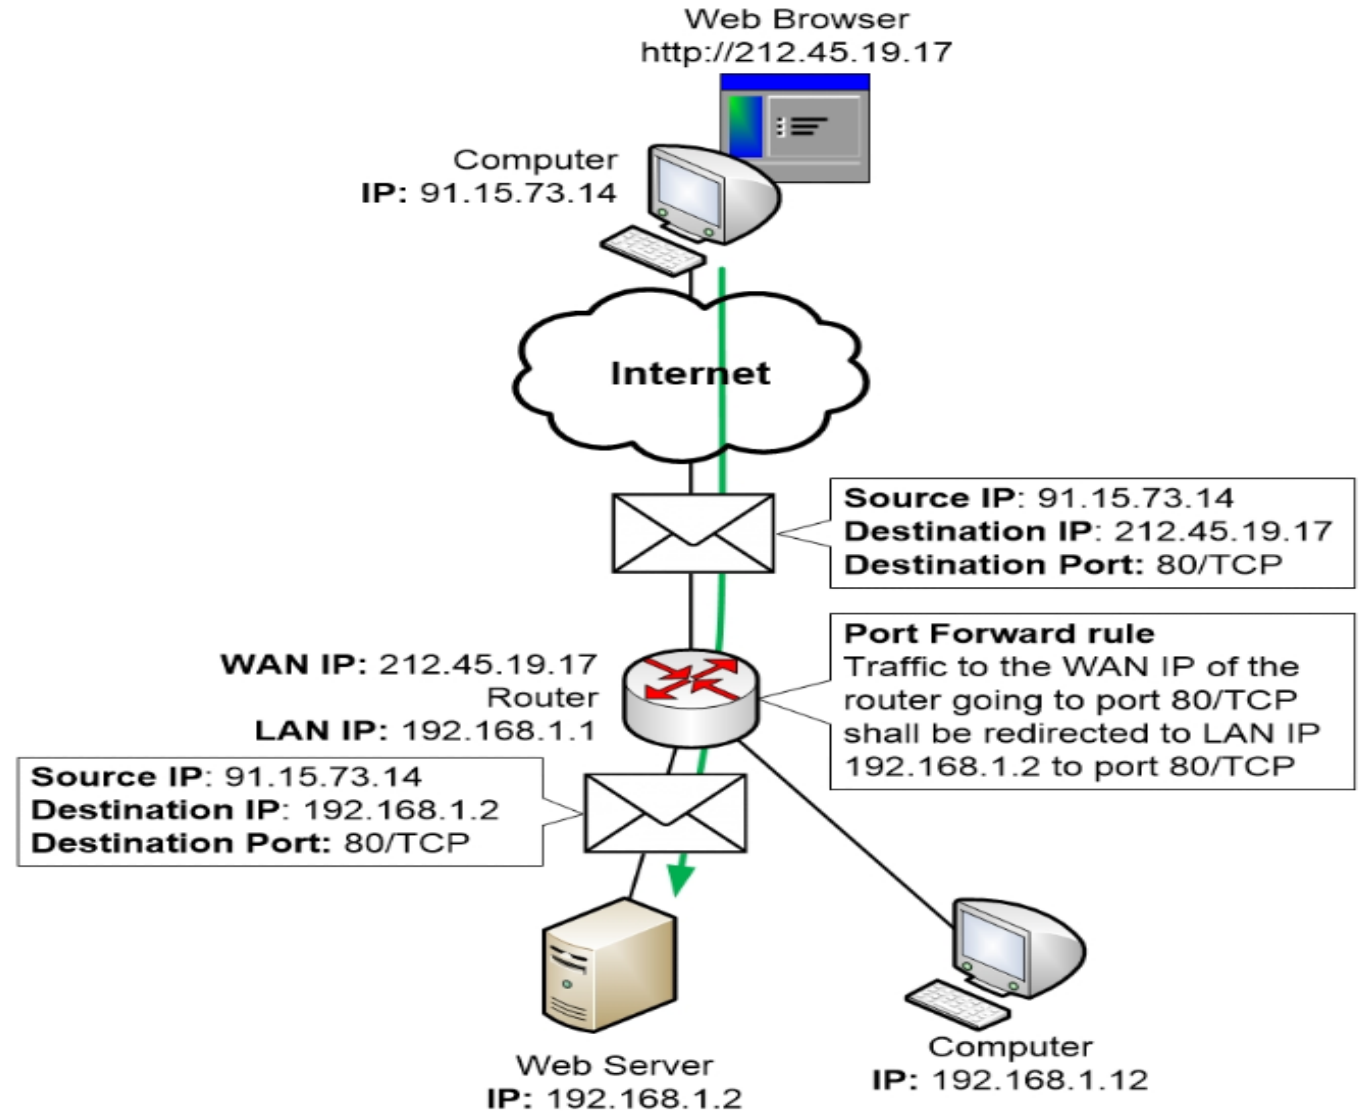 Web Browser
http://212.45.19.17
Computer
IP: 91.15.73.14
Internet
Source IP: 91.15.73.14
Destination IP: 212.45.19.17
Destination Port: 80/TCP
Port Forward rule
Traffic to the WAN IP of the
router going to port 80/TCP
shall be redirected to LAN IP
192.168.1.2 to port 80/TCP
WAN IP: 212.45.19.17
Router
LAN IP: 192.168.1.1
Source IP: 91.15.73.14
Destination IP: 192.168.1.2
Destination Port: 80/TCP
Web Server
IP: 192.168.1.2
Computer
IP: 192.168.1.12